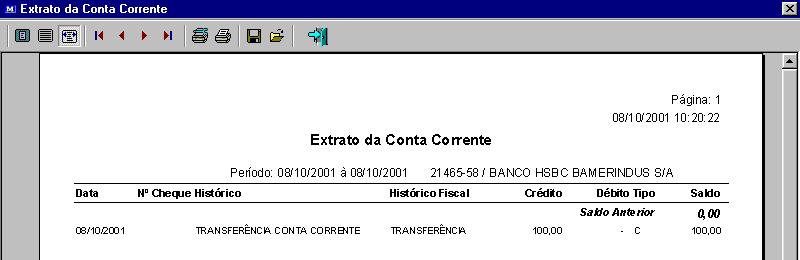 Extrato da Conta Corrente
Página: 1
08/10/2001 10:20:22
Extrato da Conta Corrente
Período: 08/10/2001 à 08/10/2001 21465-58 / BANCO HSBC BAMERINDUS S/A
Data Nº Cheque Histórico Histórico Fiscal Crédito Débito Tipo Saldo
Saldo Anterior 0,00
08/10/2001 TRANSFERÊNCIA CONTA CORRENTE TRANSFERÊNCIA 100,00 - C 100,00